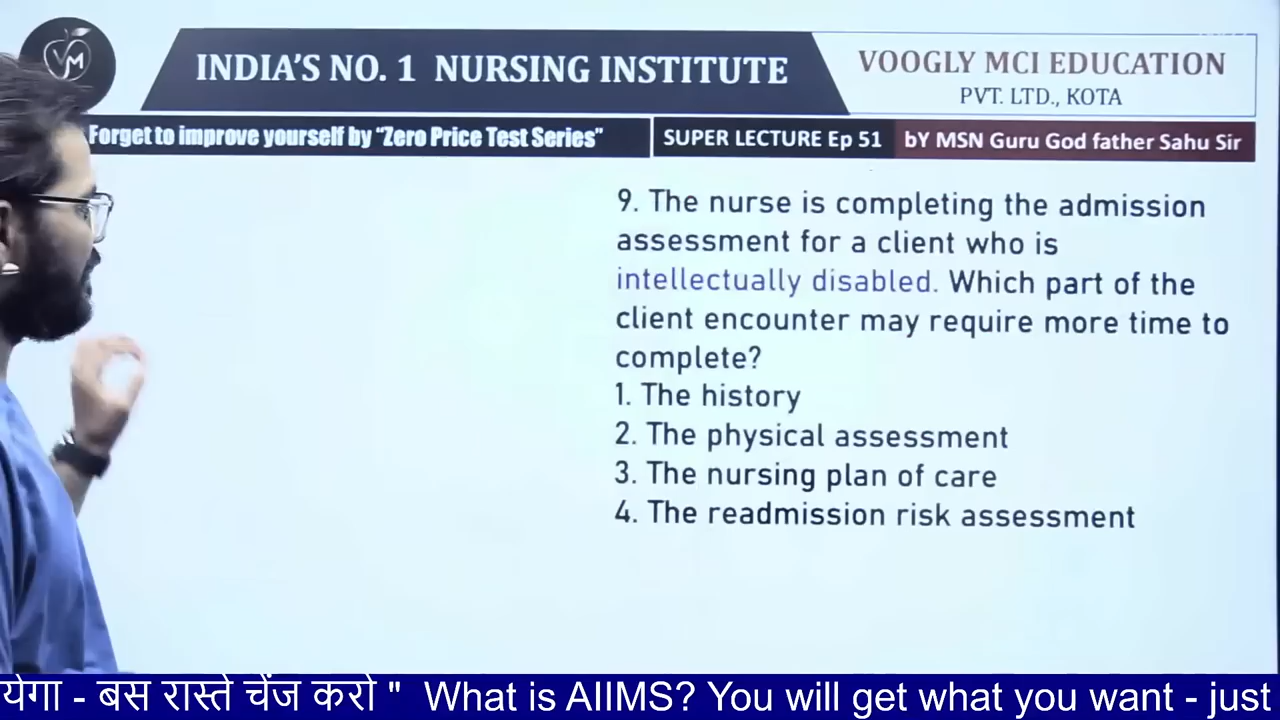 VM
INDIA'S NO. 1 NURSING INSTITUTE
VOOGLY MCI EDUCATION
PVT. LTD., KOTA
Forget to improve yourself by "Zero Price Test Series"
SUPER LECTURE Ep 51
bY MSN Guru God father Sahu Sir
9. The nurse is completing the admission
assessment for a client who is
intellectually disabled. Which part of the
client encounter may require more time to
complete?
1. The history
2. The physical assessment
3. The nursing plan of care
4. The readmission risk assessment
येगा - बस रास्ते चेंज करो " What is AIIMS? You will get what you want - just